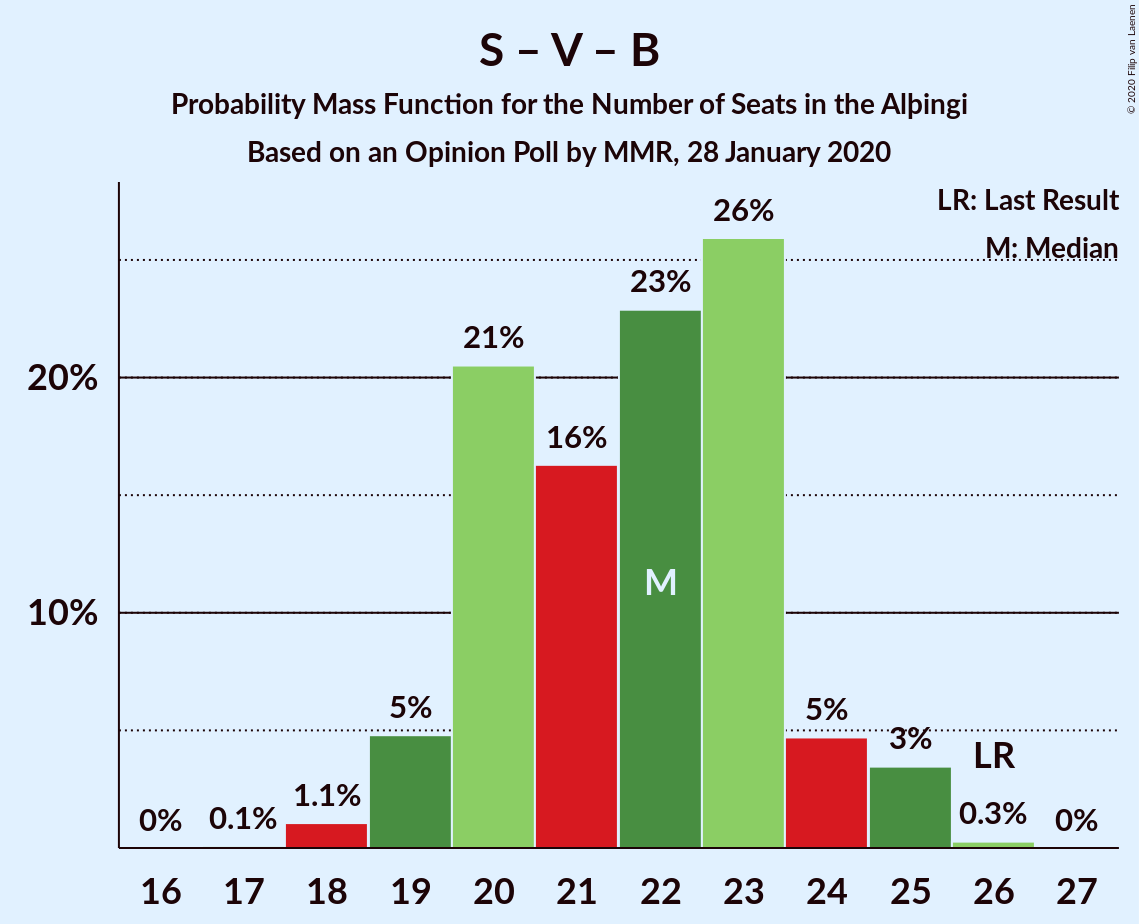 S – V – B
Probability Mass Function for the Number of Seats in the Alþingi
Based on an Opinion Poll by MMR, 28 January 2020
© 2020 Filip van Laenen
LR: Last Result
M: Median
26%
23%
21%
20%
16%
M
10%
5%
5%
3%
LR
1.1%
0%
0.1%
0.3%
0%
16 17 18 19 20 21 22 23 24 25 26 27